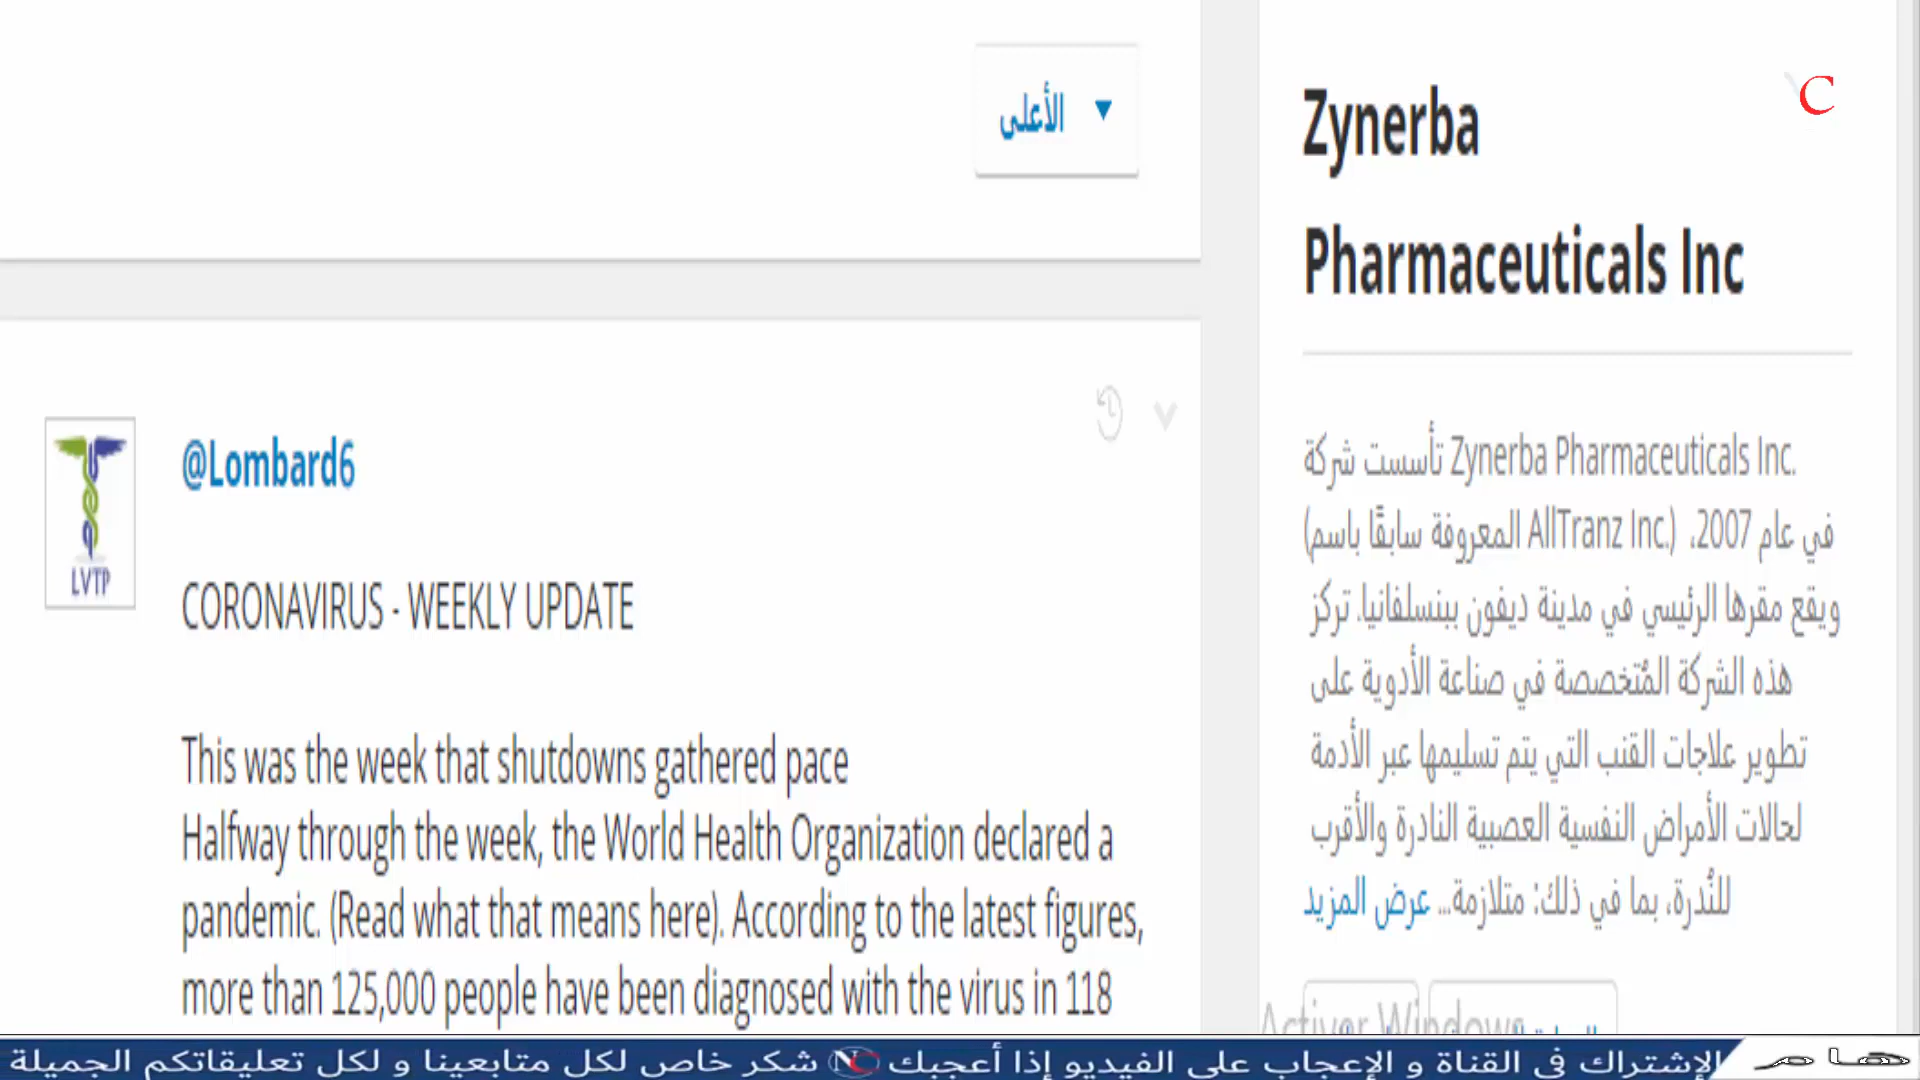 الأعلى
@Lombard6
LVTP
CORONAVIRUS - WEEKLY UPDATE
This was the week that shutdowns gathered pace
Halfway through the week, the World Health Organization declared a
pandemic. (Read what that means here). According to the latest figures,
more than 125,000 people have been diagnosed with the virus in 118
Zynerba
Pharmaceuticals Inc
تأسست شركة Zynerba Pharmaceuticals Inc.
(المعروفة سابقًا باسم AllTranz Inc.) في عام 2007،
ويقع مقرها الرئيسي في مدينة ديفون ببنسلفانيا. تركز
هذه الشركة المُتخصصة في صناعة الأدوية على
تطوير علاجات القنب التي يتم تسليمها عبر الأدمة
لحالات الأمراض النفسية العصبية النادرة والأقرب
للنُدرة، بما في ذلك: متلازمة... عرض المزيد
Activer Windows
هـام
الإشتراك في القناة و الإعجاب على الفيديو إذا أعجبك NC شكر خاص لكل متابعينا و لكل تعليقاتكم الجميلة